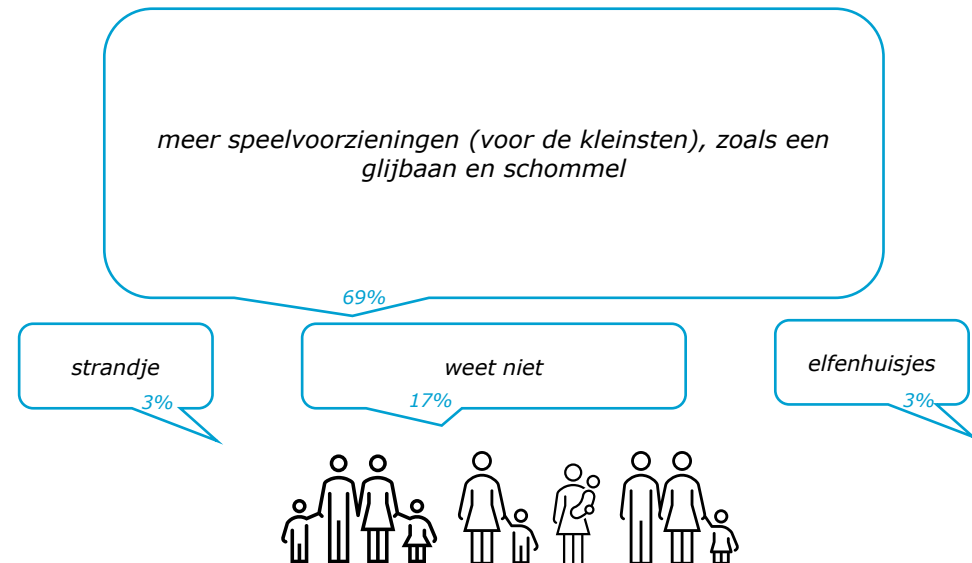 meer speelvoorzieningen (voor de kleinsten), zoals een
glijbaan en schommel
69%
strandje
3%
weet niet
17%
elfenhuisjes
3%